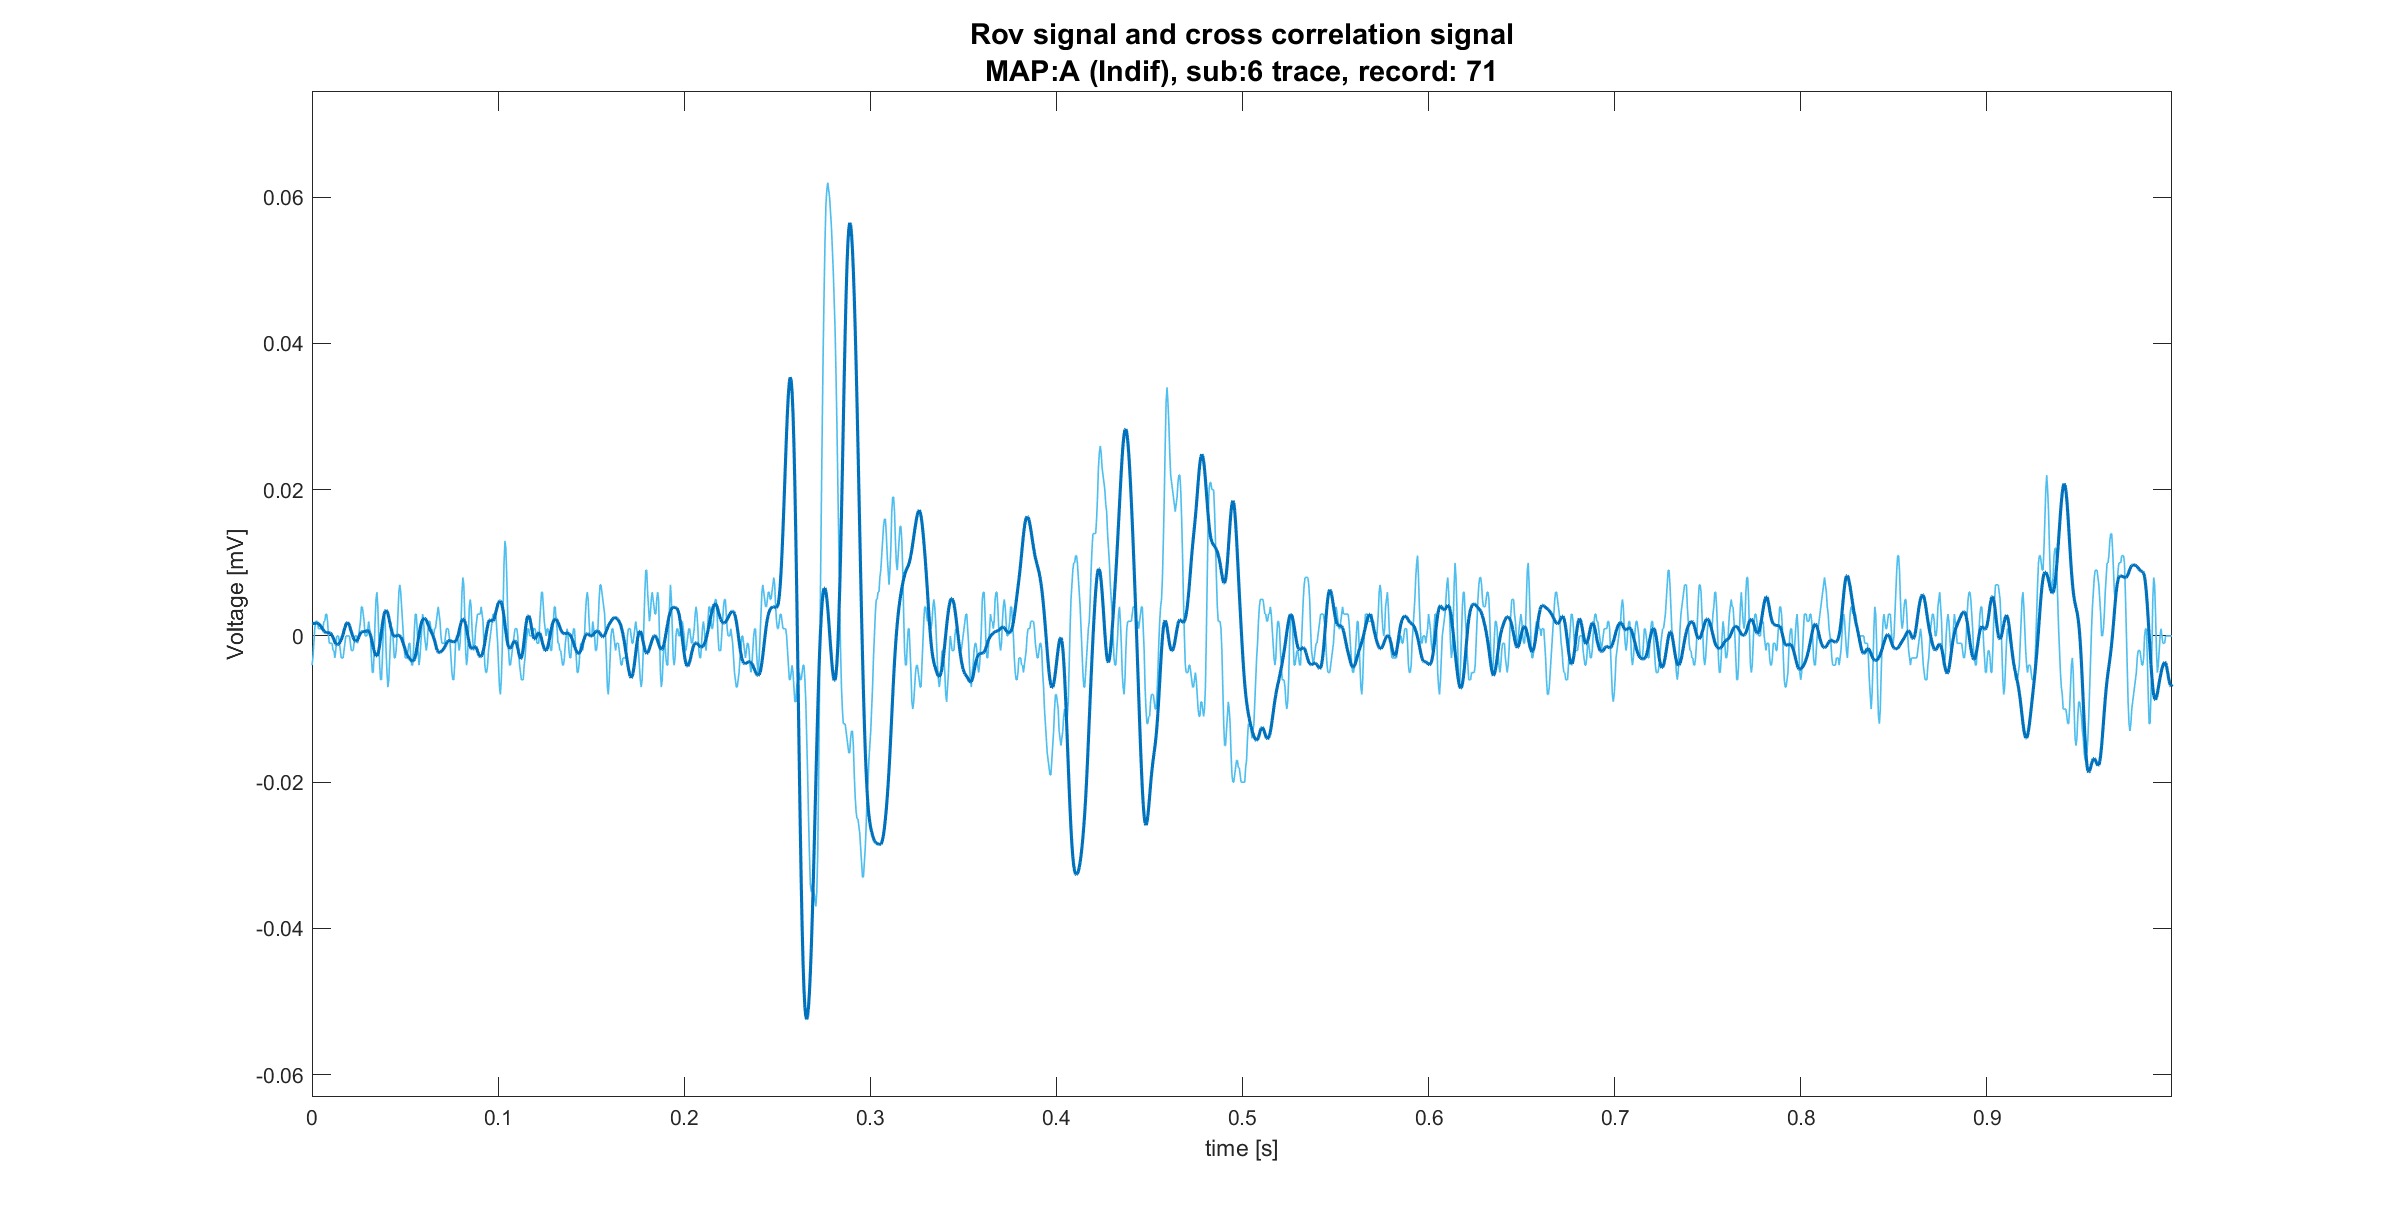 Rov signal and cross correlation signal
MAP:A (Indif), sub:6 trace, record: 71
0.06
0.04
0.02
0
-0.02
-0.04
-0.06
Voltage [mV]
0 0.1 0.2 0.3 0.4 0.5 0.6 0.7 0.8 0.9
time [s]